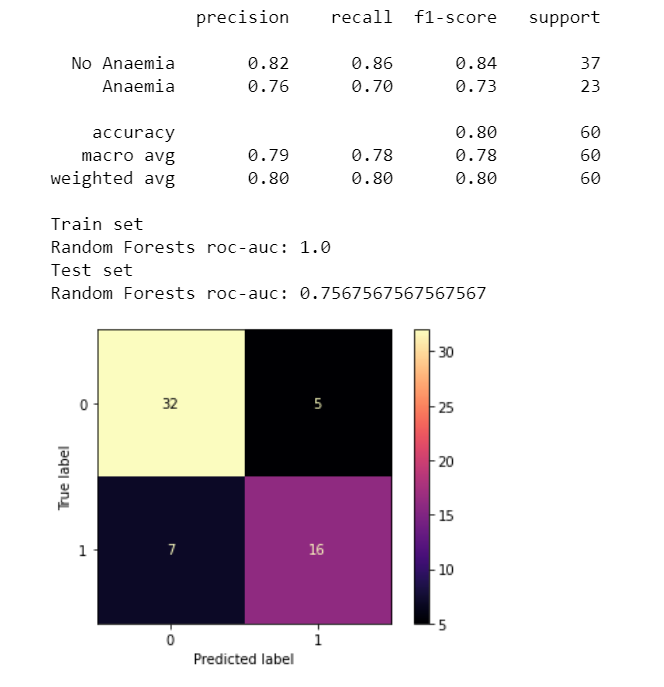 precision recall f1-score support
No Anaemia 0.82 0.86 0.84 37
Anaemia 0.76 0.70 0.73 23
accuracy 0.80 60
macro avg 0.79 0.78 0.78 60
weighted avg 0.80 0.80 0.80 60
Train set
Random Forests roc-auc: 1.0
Test set
Random Forests roc-auc: 0.7567567567567567
30
0 32 5
25
20
True label
15
1 7 16
10
5
0 1
Predicted label